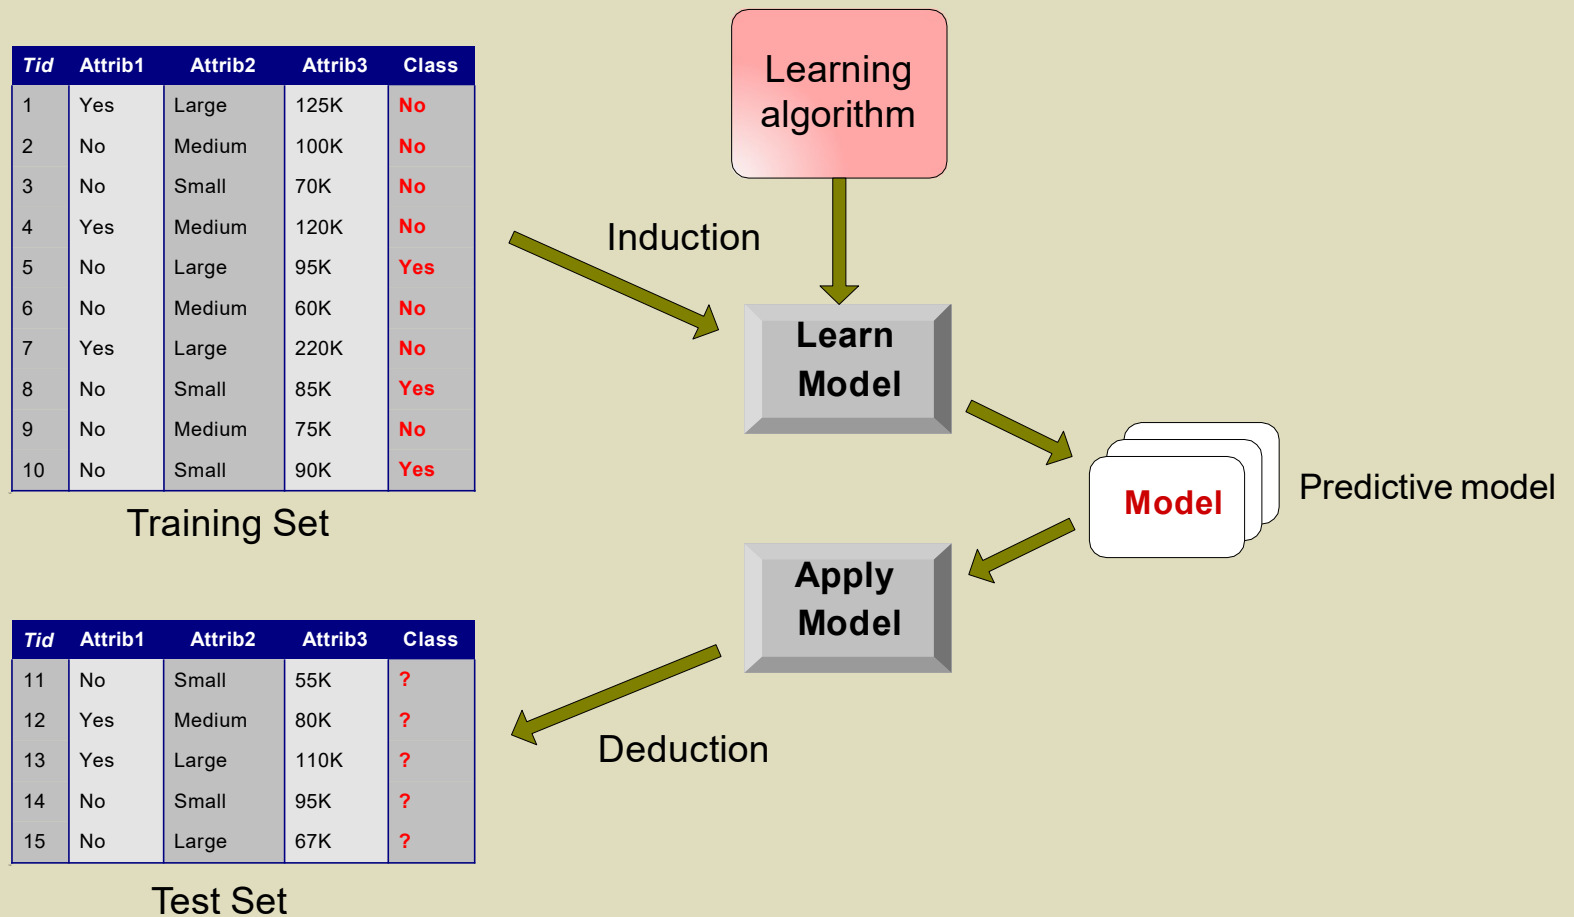 Tid Attrib1 Attrib2 Attrib3 Class
1 Yes Large 125K No
2 No Medium 100K No
3 No Small 70K No
4 Yes Medium 120K No
5 No Large 95K Yes
6 No Medium 60K No
7 Yes Large 220K No
8 No Small 85K Yes
9 No Medium 75K No
10 No Small 90K Yes
Training Set
Learning
algorithm
Induction
Learn
Model
Model
Predictive model
Apply
Model
Deduction
Tid Attrib1 Attrib2 Attrib3 Class
11 No Small 55K ?
12 Yes Medium 80K ?
13 Yes Large 110K ?
14 No Small 95K ?
15 No Large 67K ?
Test Set